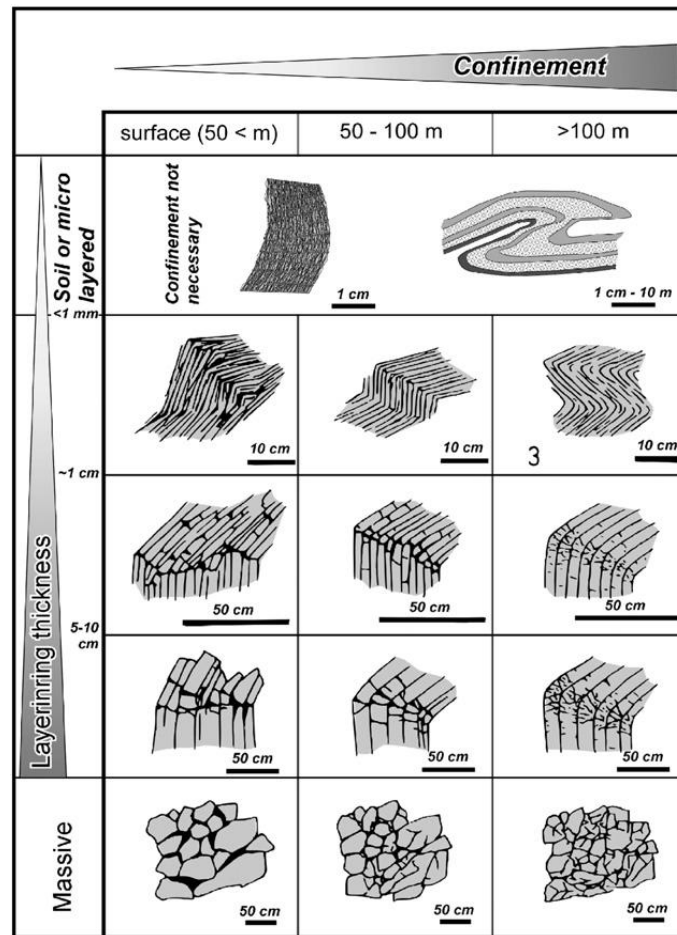 Confinement
surface (50 < m)
50 - 100 m
>100 m
Soil or micro
layered
Confinement not
necessary
1 cm
1 cm - 10 m
<1 mm
10 cm
10 cm
3
10 cm
~1 cm
50 cm
50 cm
50 cm
5-10
cm
Layerinring thickness
50 cm
50 cm
50 cm
Massive
50 cm
50 cm
50 cm